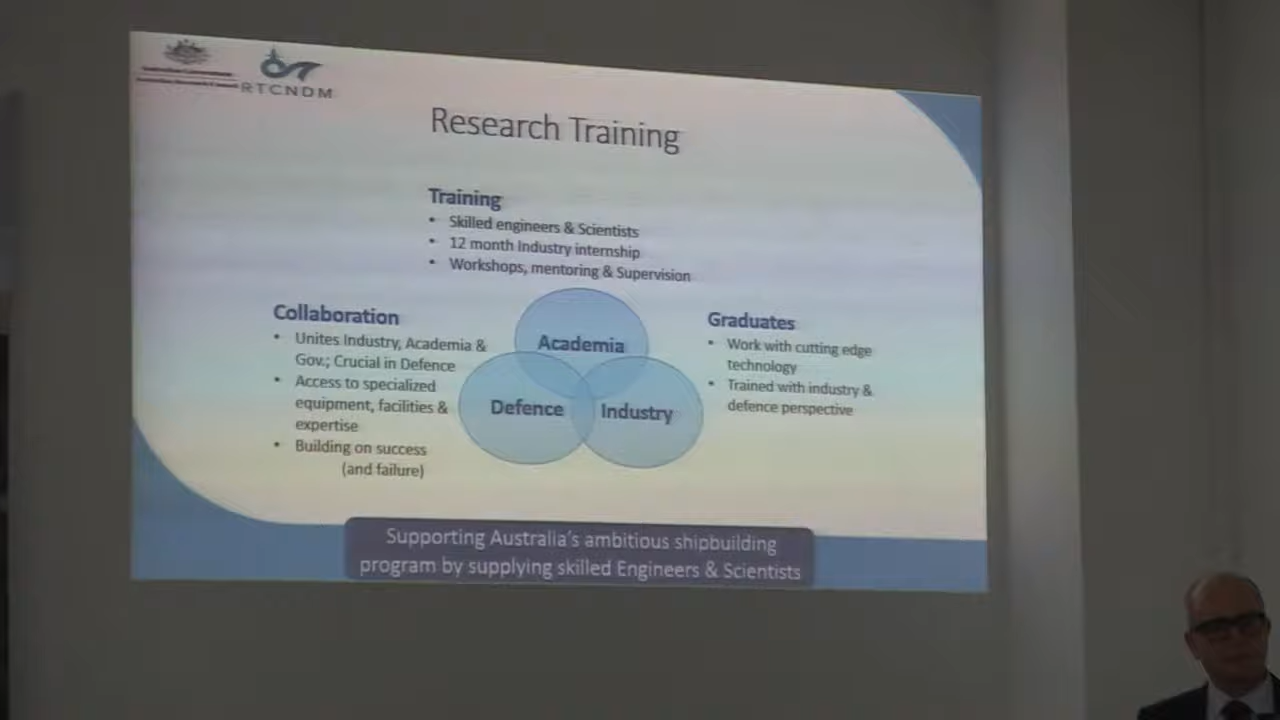 RTCNDM
Research Training
Training
• Skilled engineers & Scientists
• 12 month Industry internship
• Workshops, mentoring & Supervision
Collaboration
• Unites Industry, Academia &
Gov.; Crucial in Defence
• Access to specialized
equipment, facilities &
expertise
• Building on success
(and failure)
Academia
Defence
Industry
Graduates
• Work with cutting edge
technology
• Trained with industry &
defence perspective
Supporting Australia's ambitious shipbuilding
program by supplying skilled Engineers & Scientists